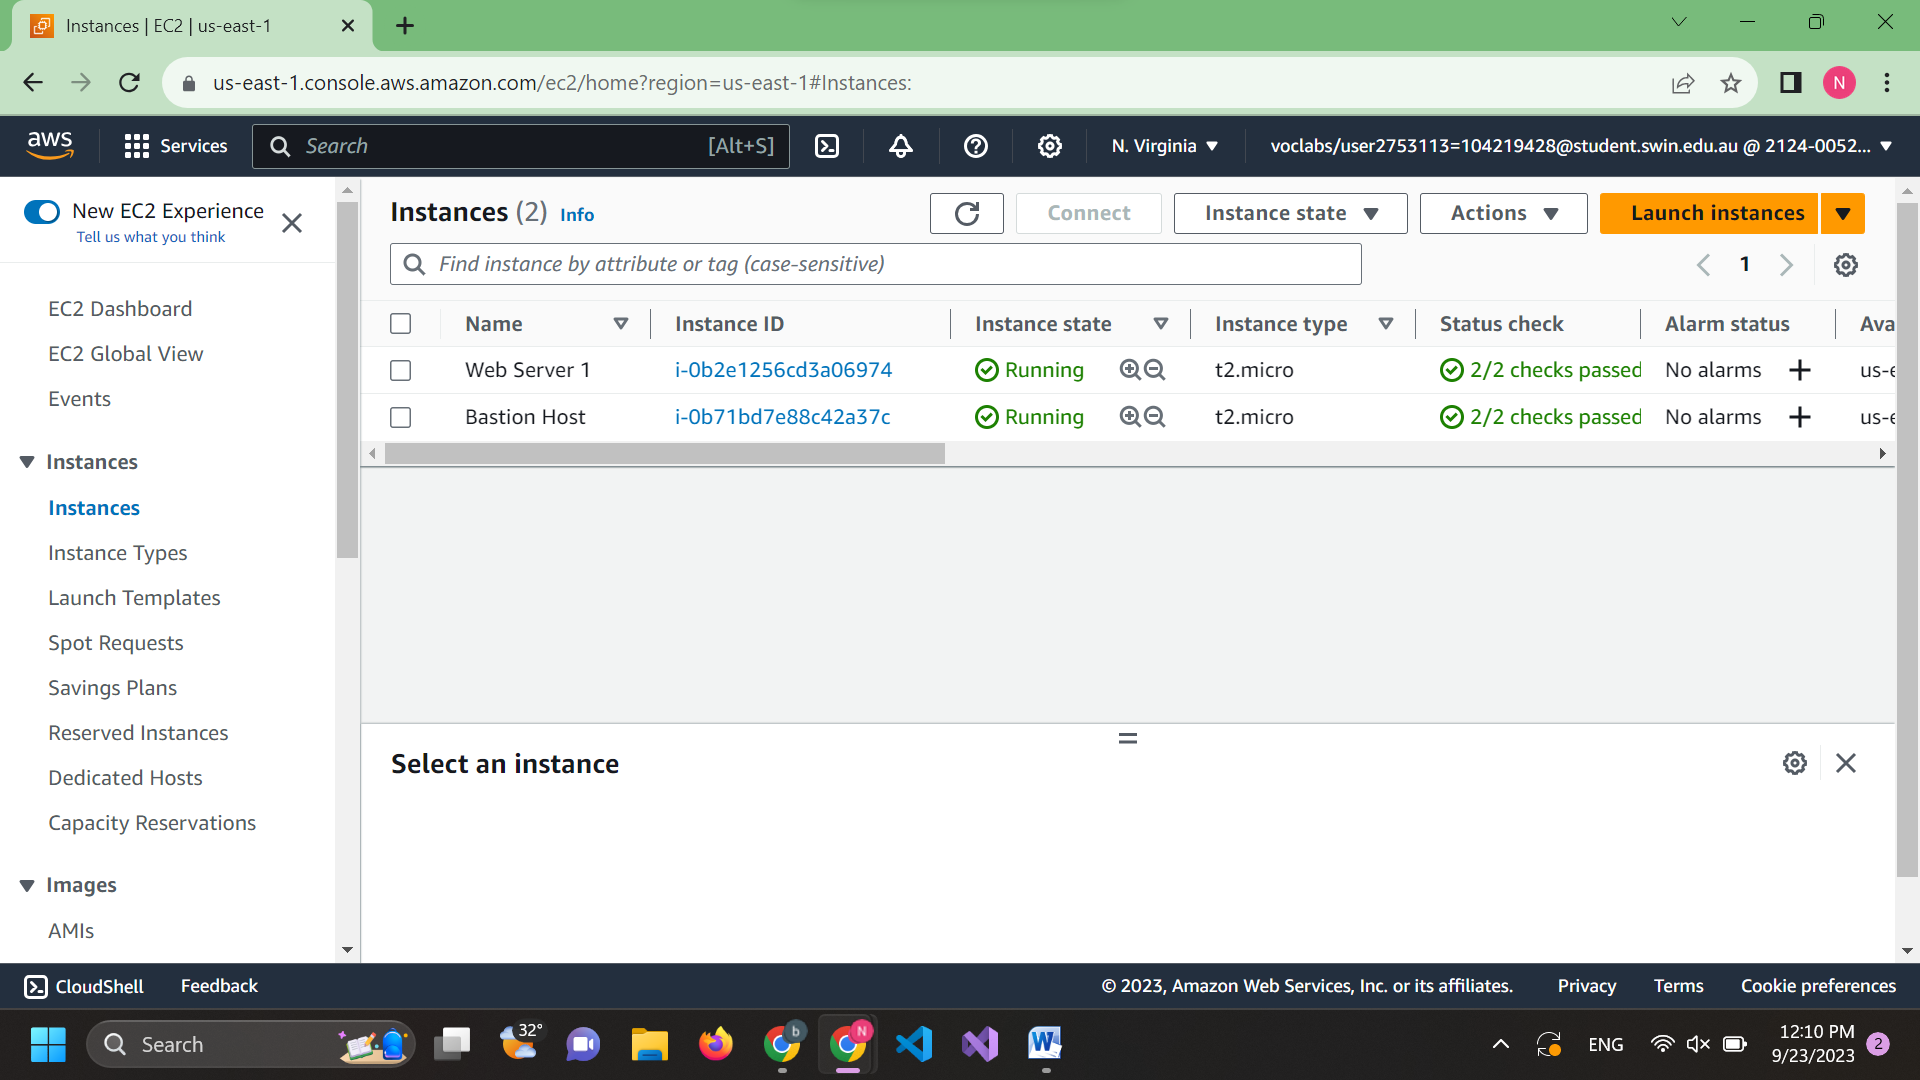 Instances | EC2 | us-east-1
us-east-1.console.aws.amazon.com/ec2/home?region=us-east-1#Instances:
N
aws
Services
Search
[Alt+S]
N. Virginia
voclabs/user2753113=104219428@student.swin.edu.au @ 2124-0052...
New EC2 Experience
Tell us what you think
EC2 Dashboard
EC2 Global View
Events
Instances
Instances
Instance Types
Launch Templates
Spot Requests
Savings Plans
Reserved Instances
Dedicated Hosts
Capacity Reservations
Images
AMIs
Instances (2) Info
Connect
Instance state
Actions
Launch instances
Find instance by attribute or tag (case-sensitive)
1
Name Instance ID Instance state Instance type Status check Alarm status Ava
Web Server 1 i-0b2e1256cd3a06974 Running t2.micro 2/2 checks passed No alarms us-e
Bastion Host i-0b71bd7e88c42a37c Running t2.micro 2/2 checks passed No alarms us-e
Select an instance
CloudShell
Feedback
© 2023, Amazon Web Services, Inc. or its affiliates.
Privacy
Terms
Cookie preferences
Search
32°
b
N
W
ENG
12:10 PM
9/23/2023
2